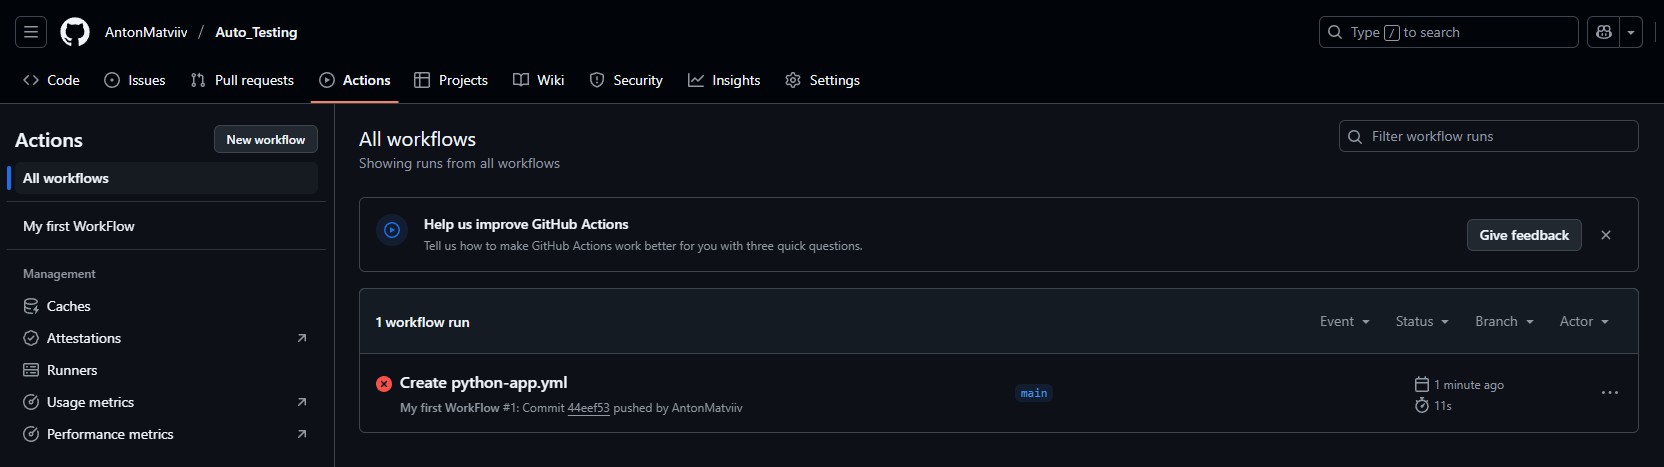 AntonMatviiv / Auto_Testing
Type / to search
Code Issues Pull requests Actions Projects Wiki Security Insights Settings
Actions
New workflow
All workflows
My first WorkFlow
Management
Caches
Attestations
Runners
Usage metrics
Performance metrics
All workflows
Showing runs from all workflows
Filter workflow runs
Help us improve GitHub Actions
Tell us how to make GitHub Actions work better for you with three quick questions.
Give feedback
1 workflow run
Event Status Branch Actor
Create python-app.yml
My first WorkFlow #1: Commit 44eef53 pushed by AntonMatviiv
main
1 minute ago
11s